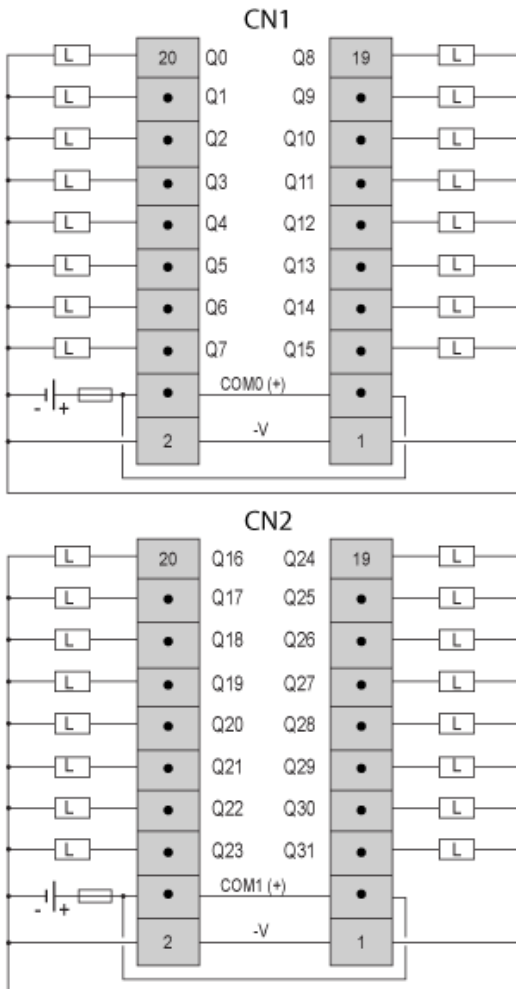 CN1
L 20 Q0 Q8 19 L
L Q1 Q9 L
L Q2 Q10 L
L Q3 Q11 L
L Q4 Q12 L
L Q5 Q13 L
L Q6 Q14 L
L Q7 Q15 L
- + COM0 (+)
2 -V 1
CN2
L 20 Q16 Q24 19 L
L Q17 Q25 L
L Q18 Q26 L
L Q19 Q27 L
L Q20 Q28 L
L Q21 Q29 L
L Q22 Q30 L
L Q23 Q31 L
- + COM1 (+)
2 -V 1